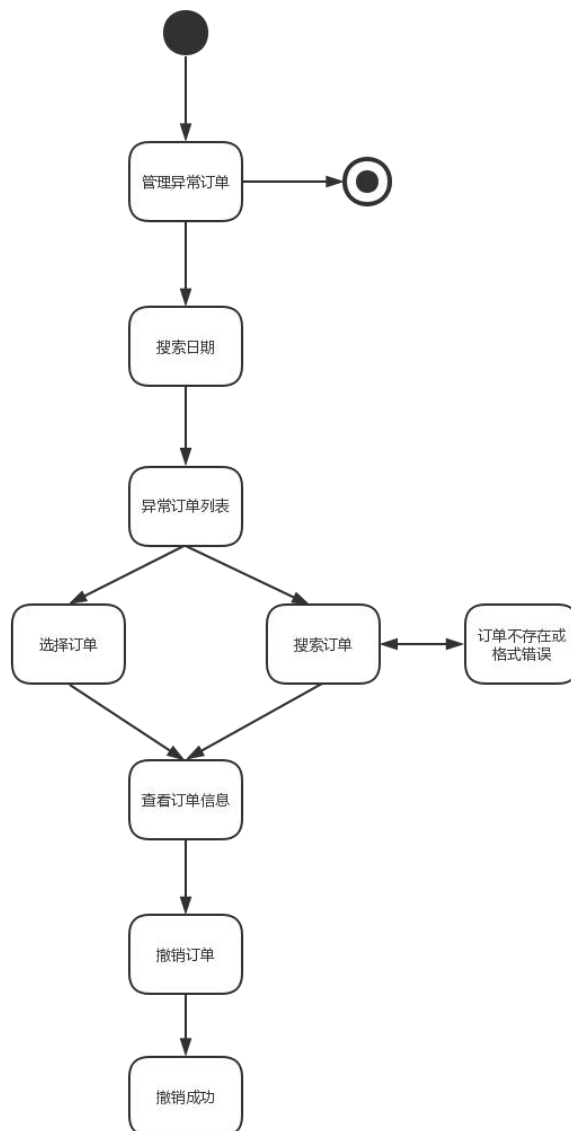 管理异常订单
搜索日期
异常订单列表
选择订单
搜索订单
订单不存在或
格式错误
查看订单信息
撤销订单
撤销成功